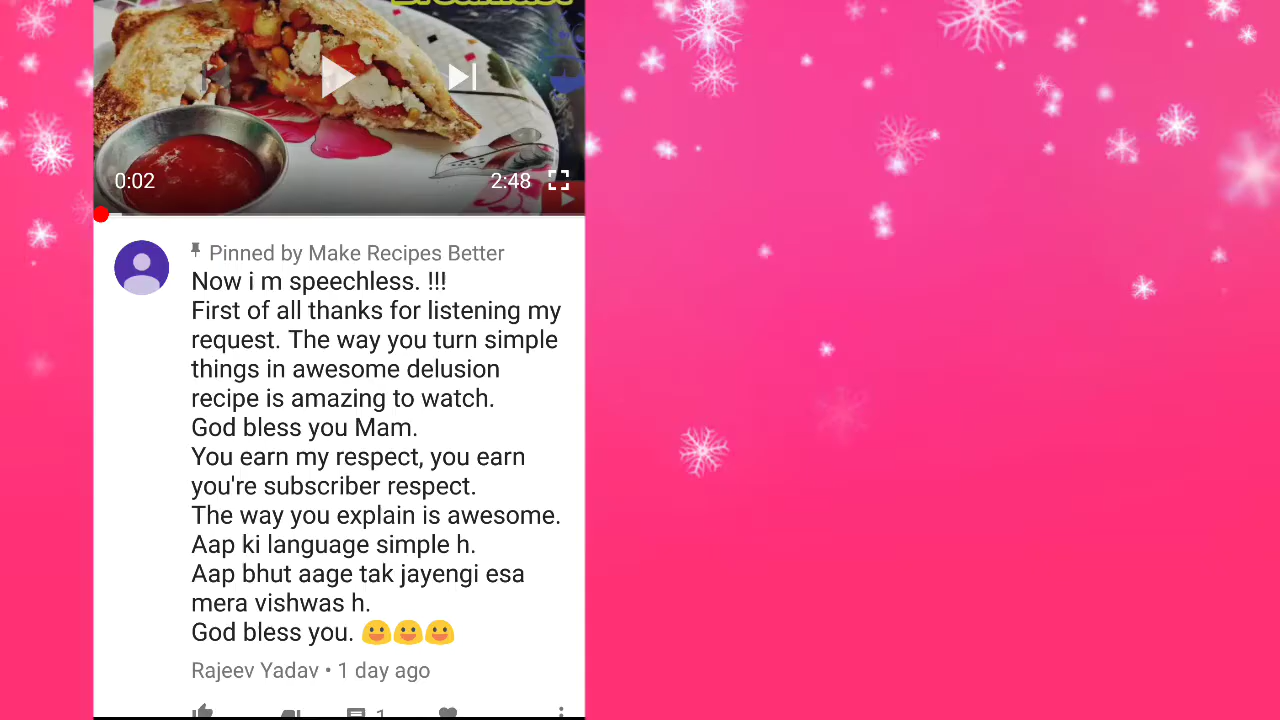 0:02
2:48
Pinned by Make Recipes Better
Now i m speechless. !!!
First of all thanks for listening my
request. The way you turn simple
things in awesome delusion
recipe is amazing to watch.
God bless you Mam.
You earn my respect, you earn
you're subscriber respect.
The way you explain is awesome.
Aap ki language simple h.
Aap bhut aage tak jayengi esa
mera vishwas h.
God bless you. 😀😀😀
Rajeev Yadav • 1 day ago
1